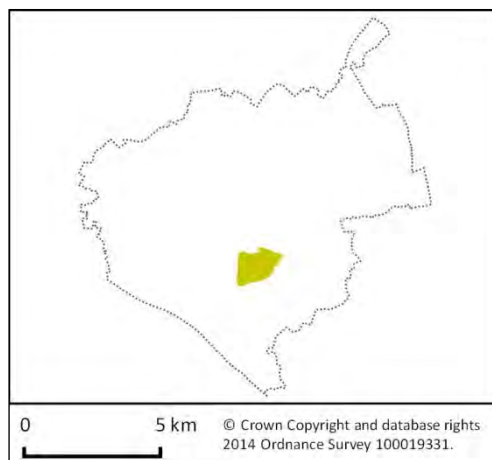 0 5 km
© Crown Copyright and database rights
2014 Ordnance Survey 100019331.